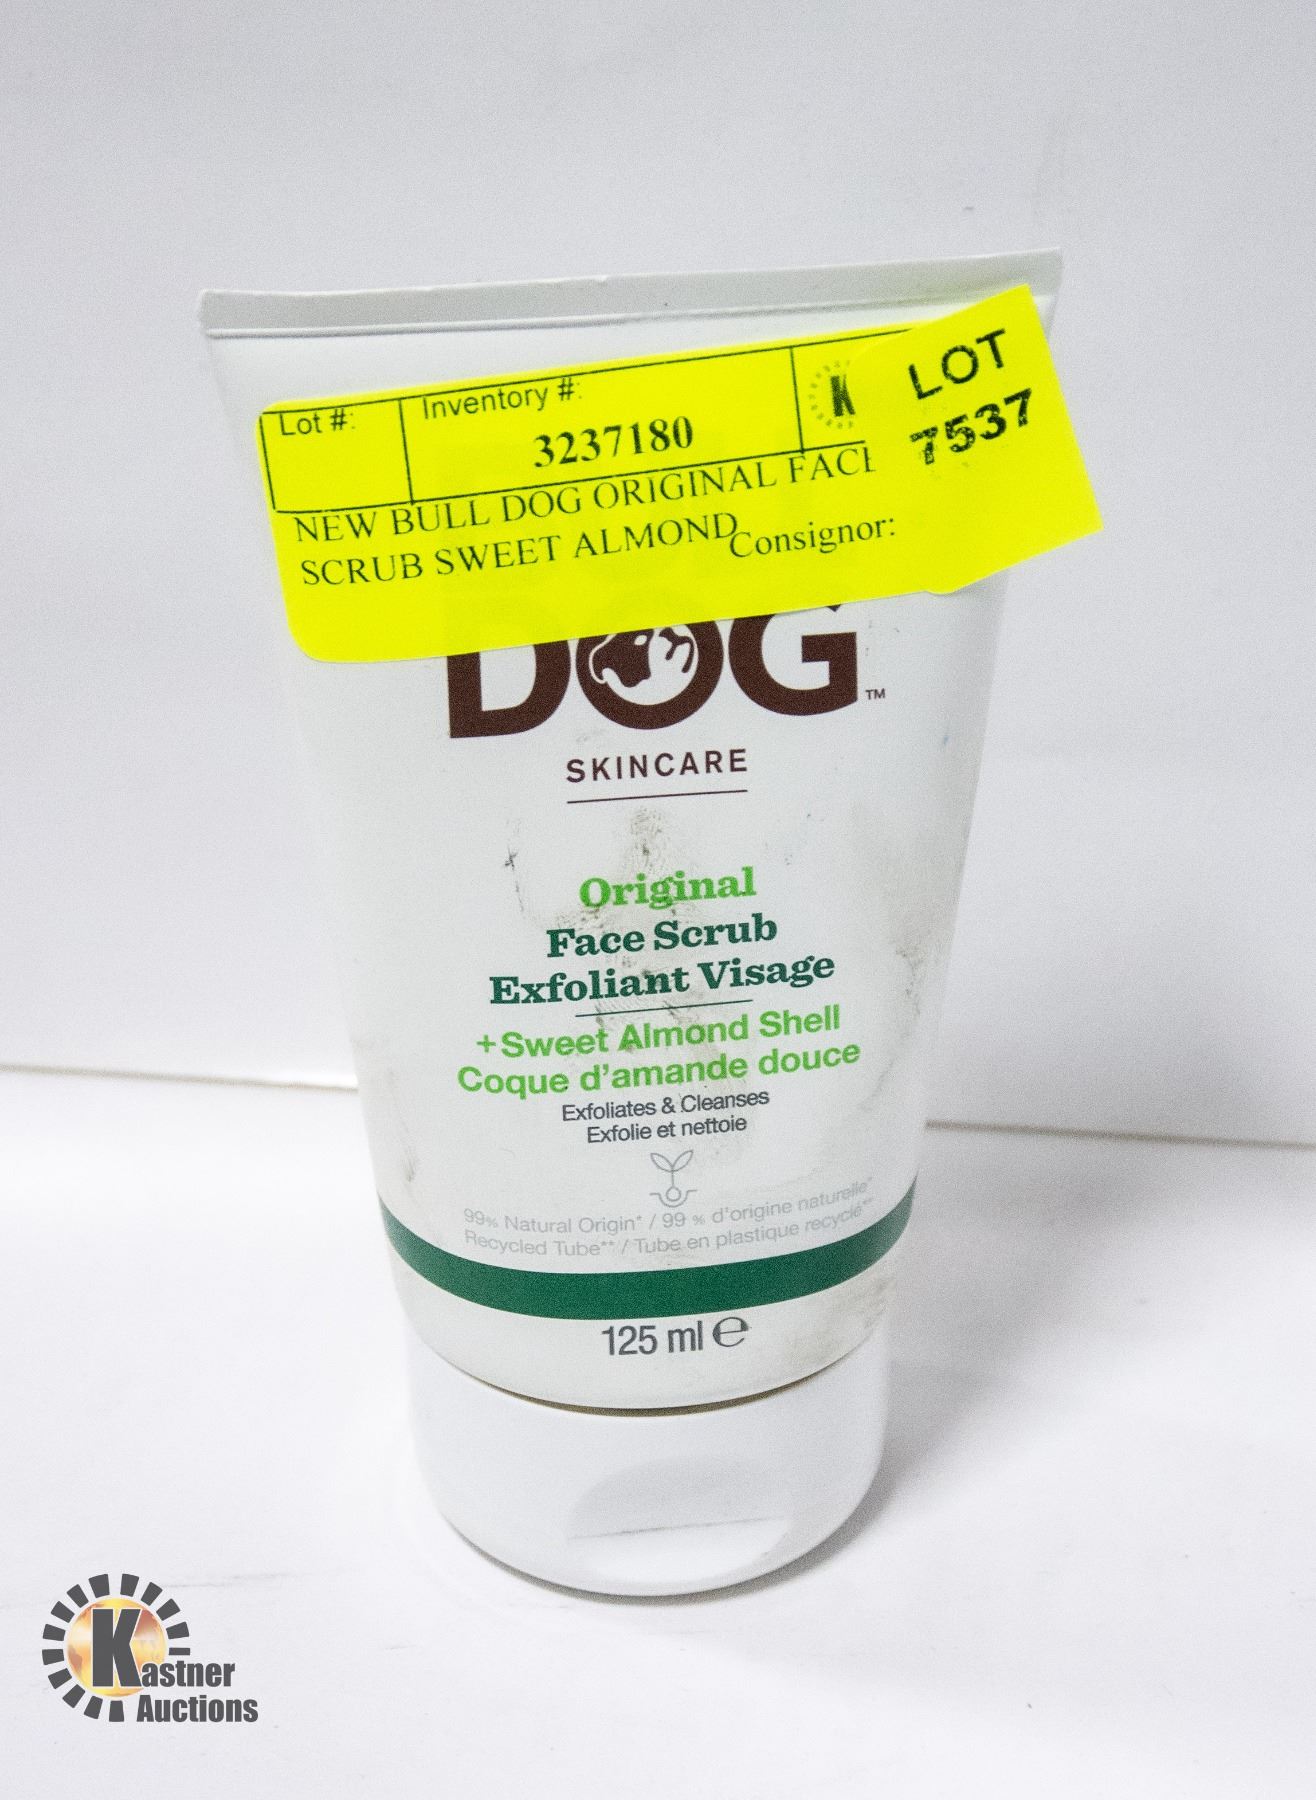 Lot #:
Inventory #:
3237180
K
LOT
7537
NEW BULL DOG ORIGINAL FACE
SCRUB SWEET ALMOND
Consignor:
DOG™
SKINCARE
Original
Face Scrub
Exfoliant Visage
+Sweet Almond Shell
Coque d'amande douce
Exfoliates & Cleanses
Exfolie et nettoie
99% Natural Origin* / 99 % d'origine naturelle*
Recycled Tube** / Tube en plastique recyclé**
125 ml ℮
Kastner
Auctions